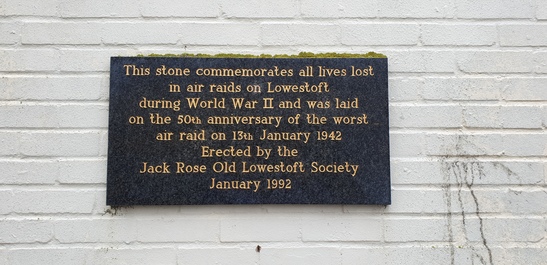 This stone commemorates all lives lost
in air raids on Lowestoft
during World War II and was laid
on the 50th anniversary of the worst
air raid on 13th January 1942
Erected by the
Jack Rose Old Lowestoft Society
January 1992